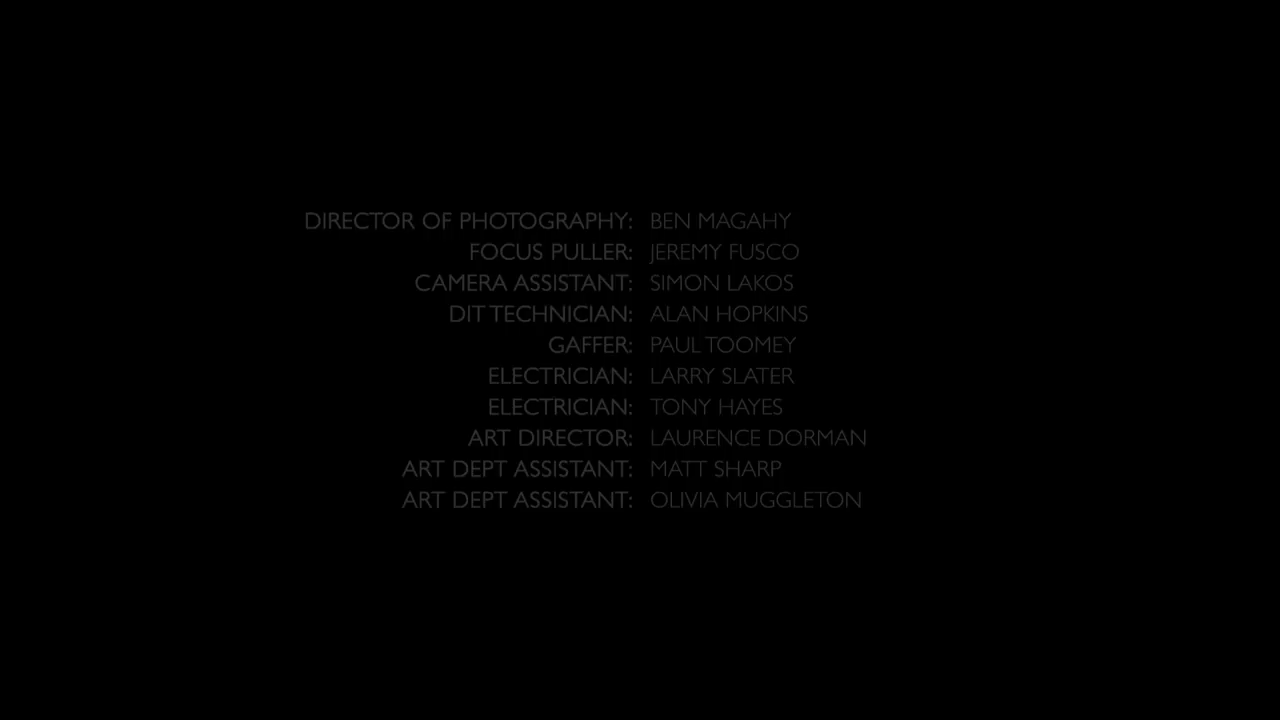 DIRECTOR OF PHOTOGRAPHY: BEN MAGAHY
FOCUS PULLER: JEREMY FUSCO
CAMERA ASSISTANT: SIMON LAKOS
DIT TECHNICIAN: ALAN HOPKINS
GAFFER: PAUL TOOMEY
ELECTRICIAN: LARRY SLATER
ELECTRICIAN: TONY HAYES
ART DIRECTOR: LAURENCE DORMAN
ART DEPT ASSISTANT: MATT SHARP
ART DEPT ASSISTANT: OLIVIA MUGGLETON